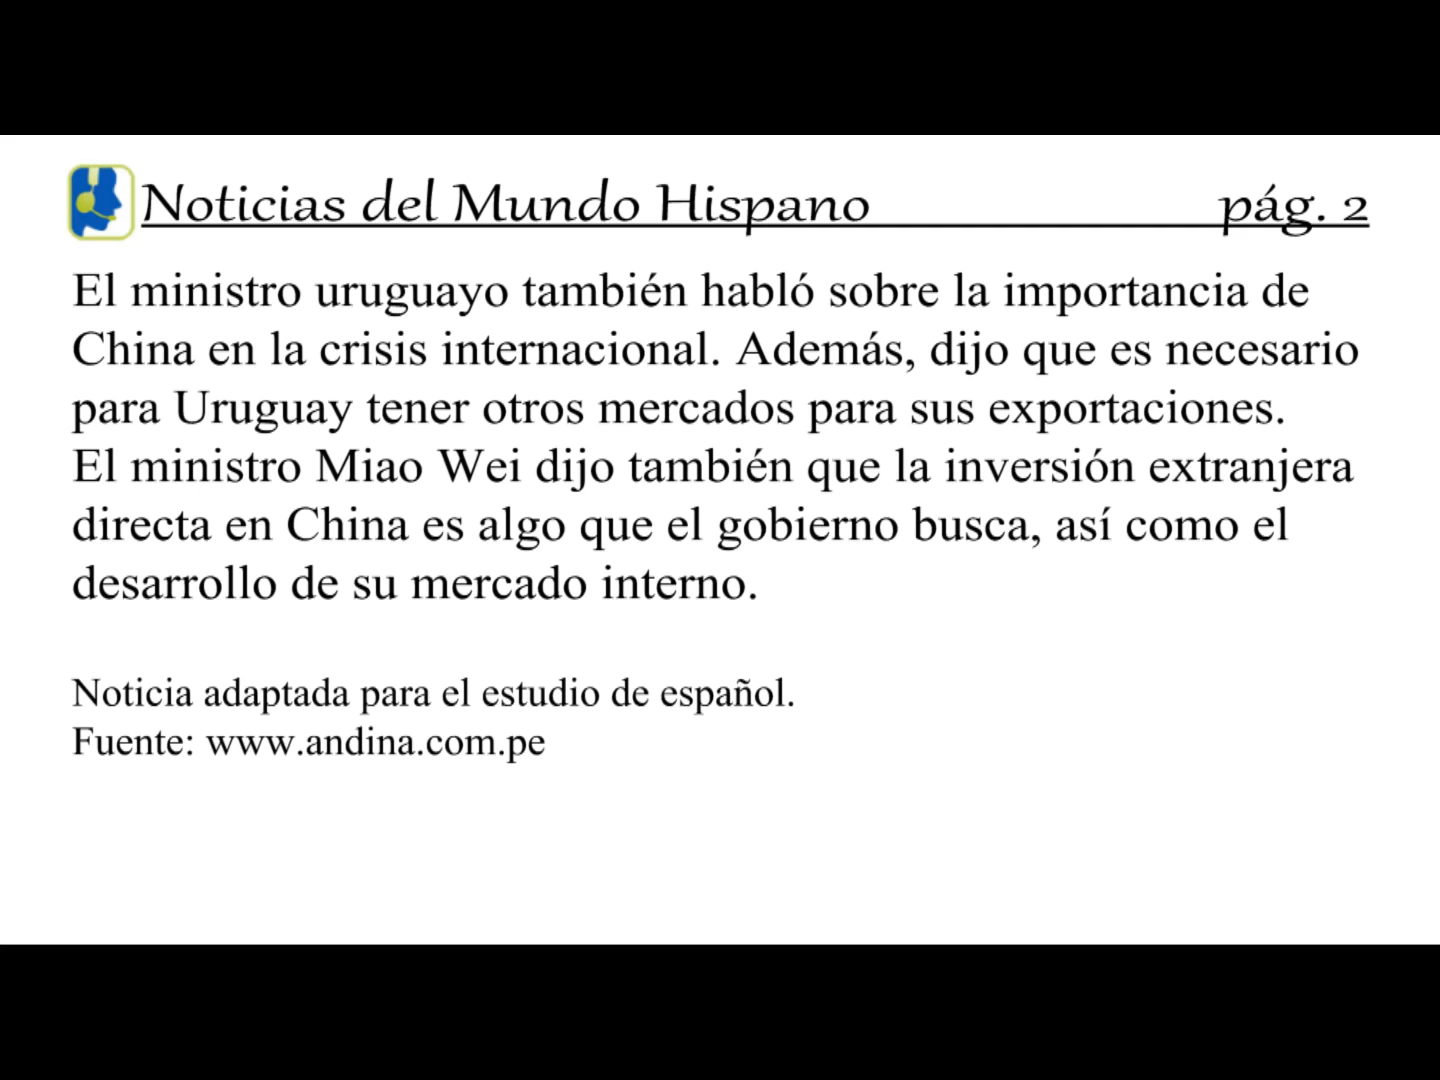 Noticias del Mundo Hispano pág. 2
El ministro uruguayo también habló sobre la importancia de
China en la crisis internacional. Además, dijo que es necesario
para Uruguay tener otros mercados para sus exportaciones.
El ministro Miao Wei dijo también que la inversión extranjera
directa en China es algo que el gobierno busca, así como el
desarrollo de su mercado interno.
Noticia adaptada para el estudio de español.
Fuente: www.andina.com.pe